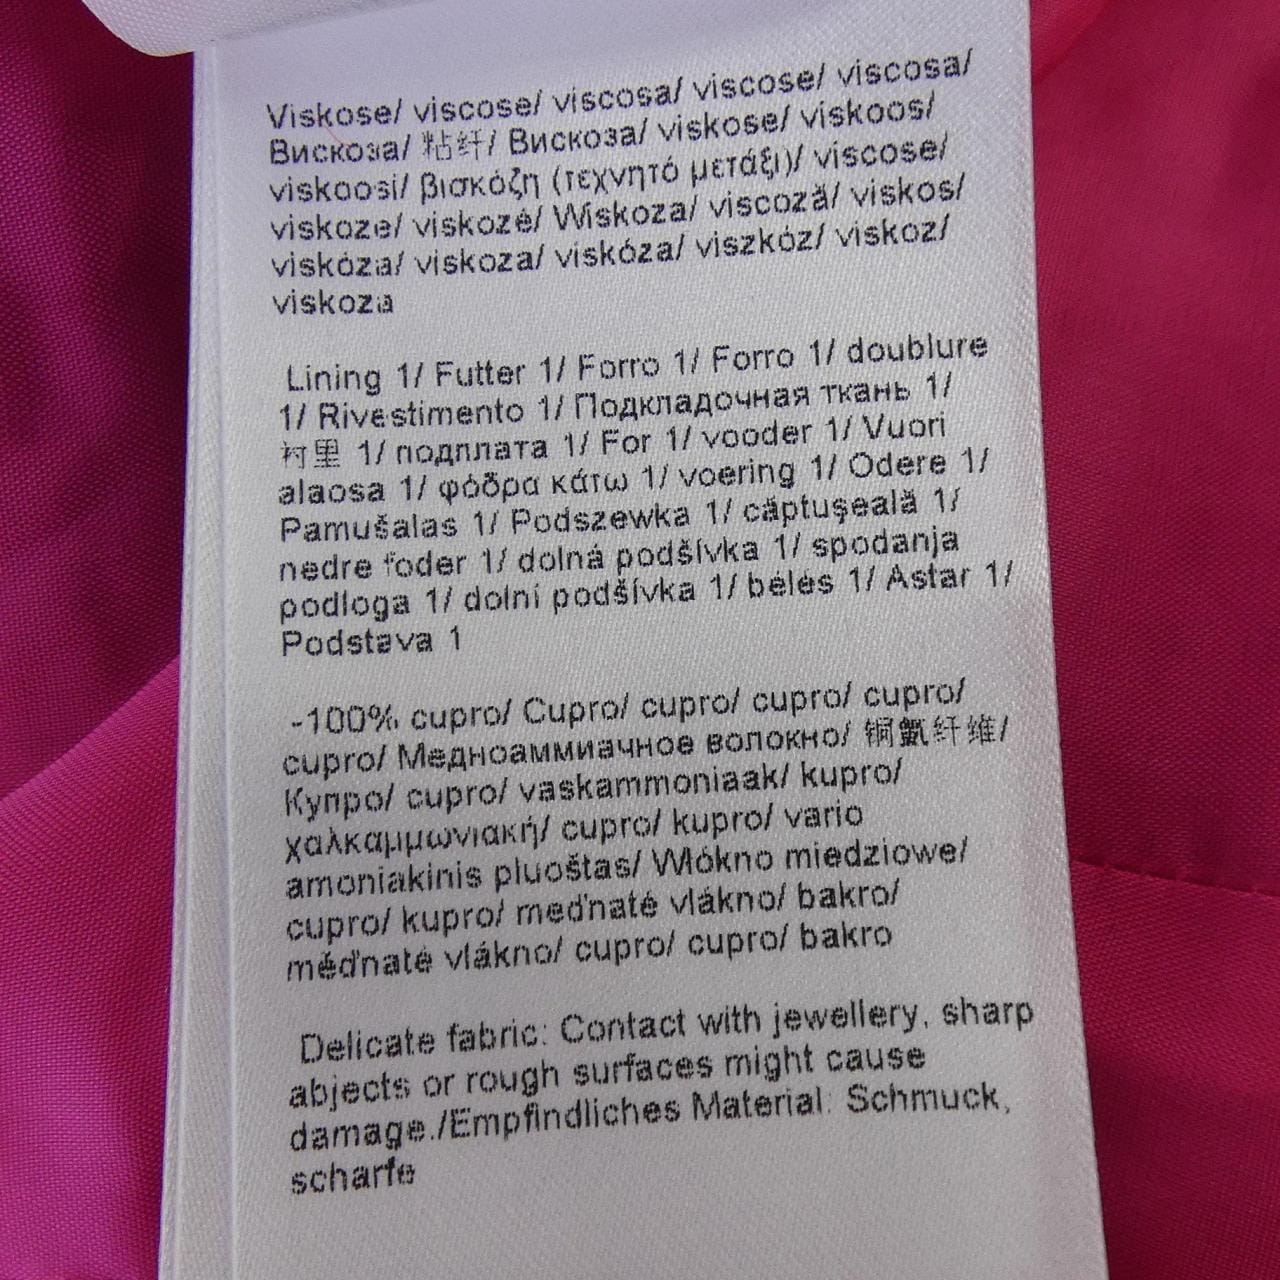 Viskose/ viscose/ viscosa/ viscose/ viscosa/
Вискоза/ 粘纤/ Вискоза/ viskose/ viskoos/
viskoosi/ βισκόζη (τεχνητό μετάξι)/ viscose/
viskoze/ viskozė/ Wiskoza/ viscoză/ viskos/
viskóza/ viskoza/ viskóza/ viszkóz/ viskoz/
viskoza
Lining 1/ Futter 1/ Forro 1/ Forro 1/ doublure
1/ Rivestimento 1/ Подкладочная ткань 1/
衬里 1/ подплата 1/ For 1/ vooder 1/ Vuori
alaosa 1/ φόδρα κάτω 1/ voering 1/ Odere 1/
Pamušalas 1/ Podszewka 1/ căptuşeală 1/
nedre foder 1/ dolná podšívka 1/ spodanja
podloga 1/ dolní podšívka 1/ bélés 1/ Astar 1/
Podstava 1
-100% cupro/ Cupro/ cupro/ cupro/ cupro/
cupro/ Медноаммиачное волокно/ 铜氨纤维/
Купро/ cupro/ vaskammoniaak/ kupro/
χαλκαμμωνιακή/ cupro/ kupro/ vario
amoniakinis pluoštas/ Włókno miedziowe/
cupro/ kupro/ meďnaté vlákno/ bakro/
měďnaté vlákno/ cupro/ cupro/ bakro
Delicate fabric: Contact with jewellery, sharp
abjects or rough surfaces might cause
damage./Empfindliches Material: Schmuck,
scharfe